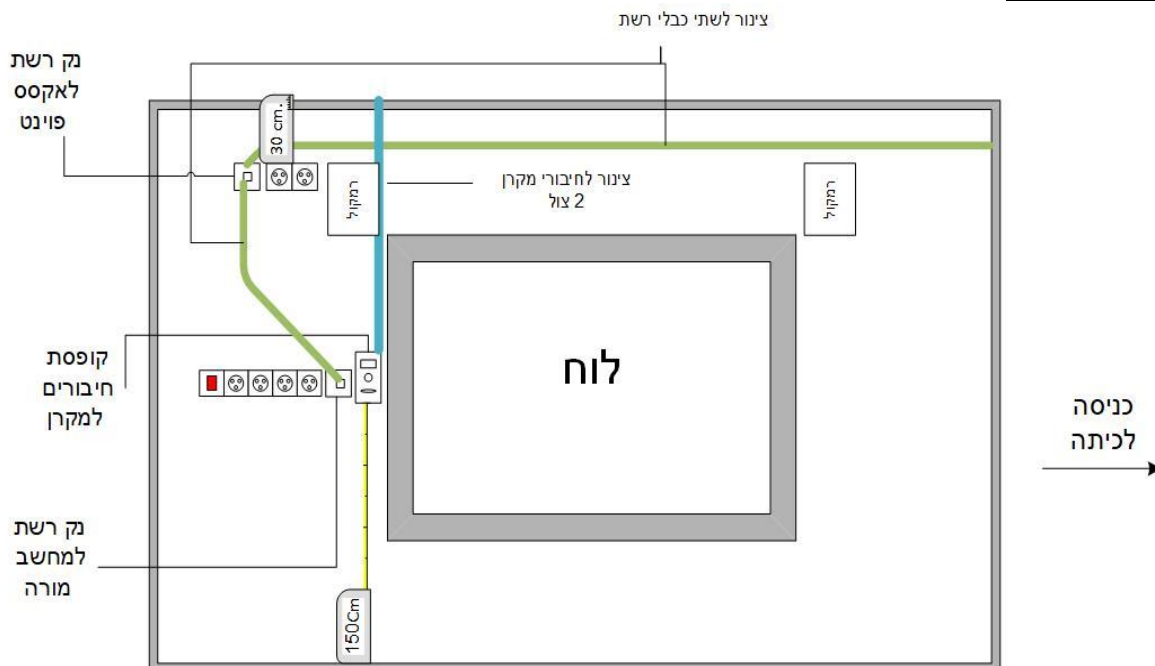 צינור לשתי כבלי רשת
נק רשת
לאקסס
פוינט
30 cm.
רמקול
צינור לחיבורי מקרן
2 צול
רמקול
לוח
קופסת
חיבורים
למקרן
כניסה
לכיתה
נק רשת
למחשב
מורה
150Cm